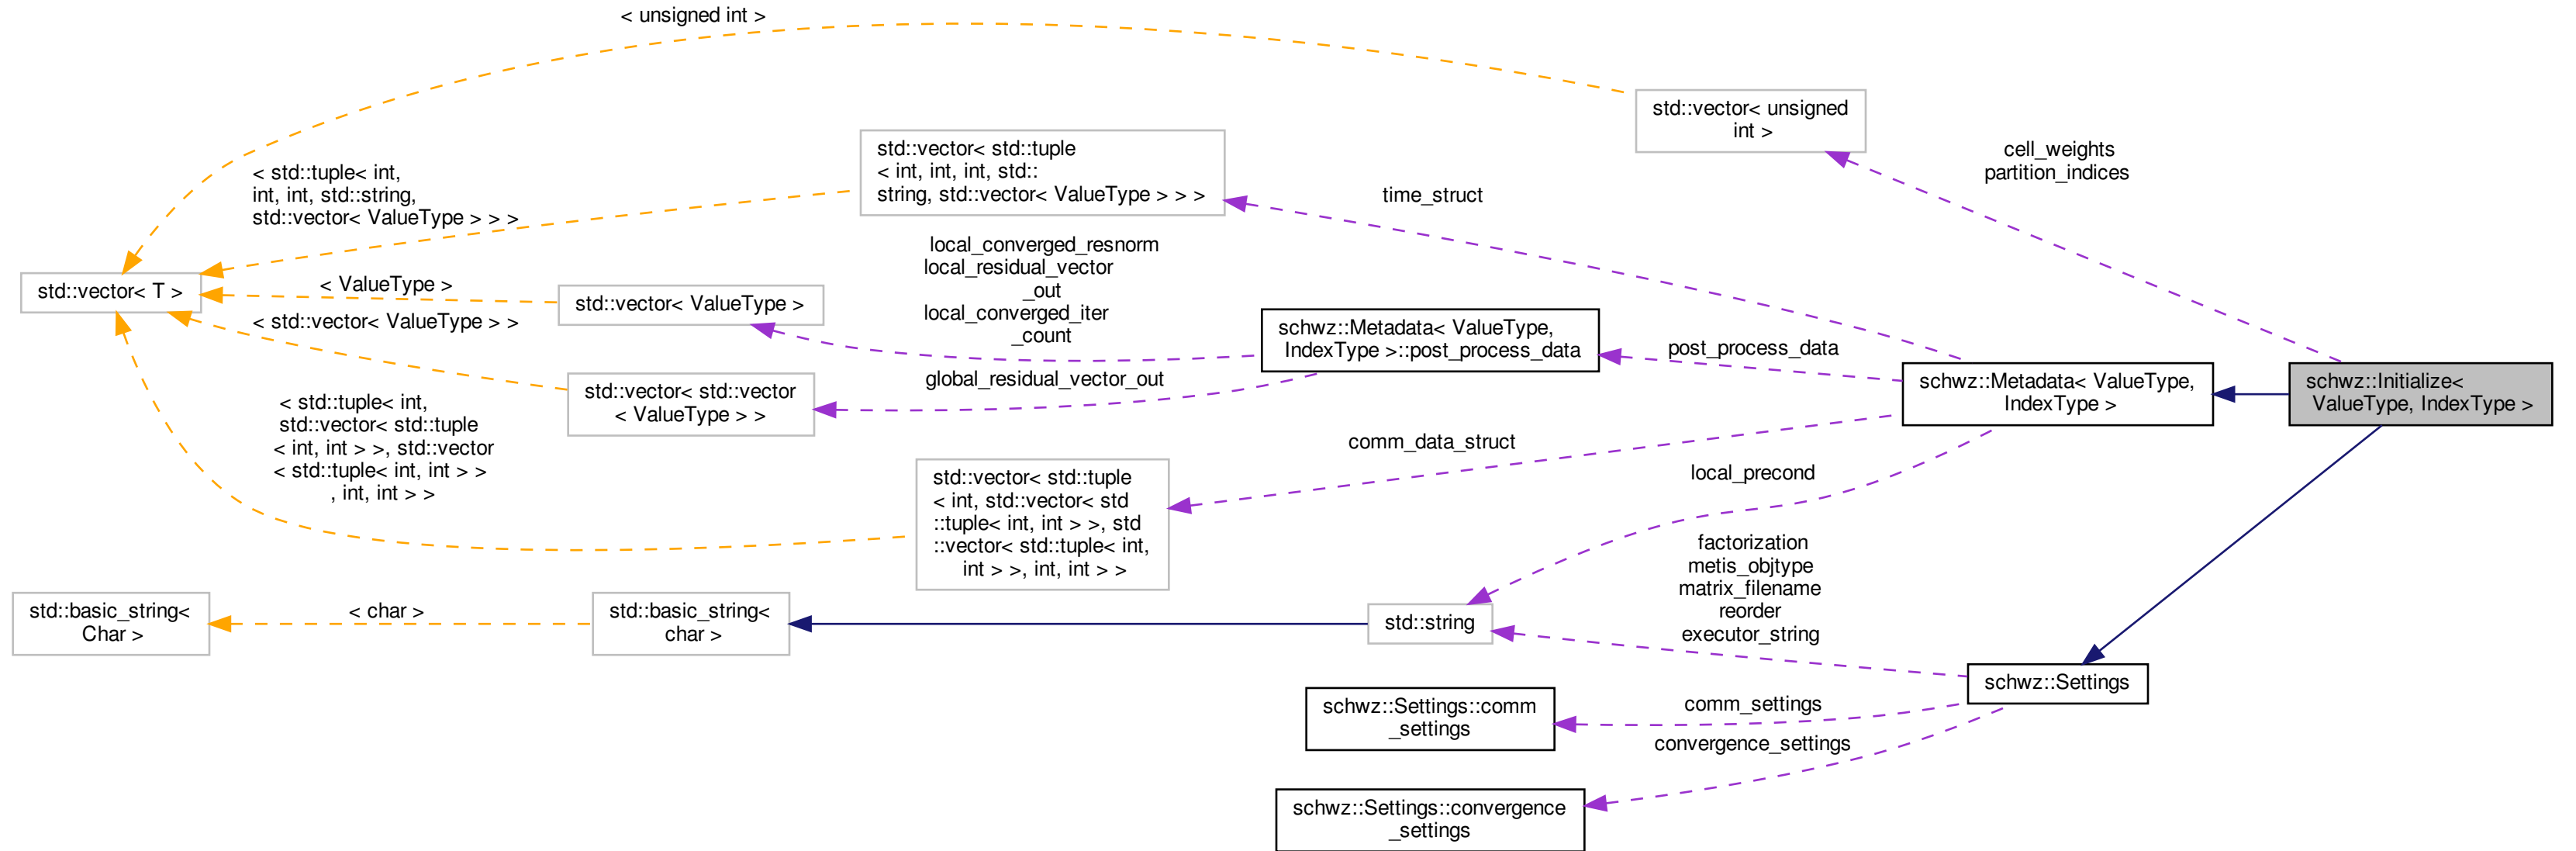 < unsigned int >
std::vector< unsigned
int >
cell_weights
partition_indices
std::vector< std::tuple
< int, int, int, std::
string, std::vector< ValueType > > >
< std::tuple< int,
int, int, std::string,
std::vector< ValueType > > >
time_struct
local_converged_resnorm
local_residual_vector
_out
local_converged_iter
_count
std::vector< T >
< ValueType >
std::vector< ValueType >
< std::vector< ValueType > >
schwz::Metadata< ValueType,
IndexType >::post_process_data
post_process_data
global_residual_vector_out
std::vector< std::vector
< ValueType > >
schwz::Metadata< ValueType,
IndexType >
schwz::Initialize<
ValueType, IndexType >
< std::tuple< int,
std::vector< std::tuple
< int, int > >, std::vector
< std::tuple< int, int > >
, int, int > >
comm_data_struct
local_precond
std::vector< std::tuple
< int, std::vector< std
::tuple< int, int > >, std
::vector< std::tuple< int,
int > >, int, int > >
factorization
metis_objtype
matrix_filename
reorder
executor_string
std::basic_string<
Char >
< char >
std::basic_string<
char >
std::string
schwz::Settings
schwz::Settings::comm
_settings
comm_settings
convergence_settings
schwz::Settings::convergence
_settings